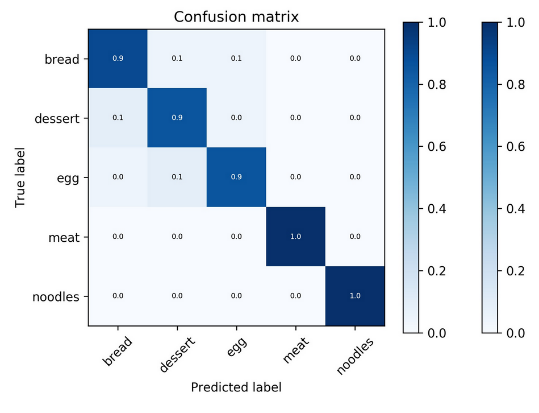 Confusion matrix
True label
bread 0.9 0.1 0.1 0.0 0.0
dessert 0.1 0.9 0.0 0.0 0.0
egg 0.0 0.1 0.9 0.0 0.0
meat 0.0 0.0 0.0 1.0 0.0
noodles 0.0 0.0 0.0 0.0 1.0
bread dessert egg meat noodles
Predicted label
1.0
0.8
0.6
0.4
0.2
0.0
1.0
0.8
0.6
0.4
0.2
0.0